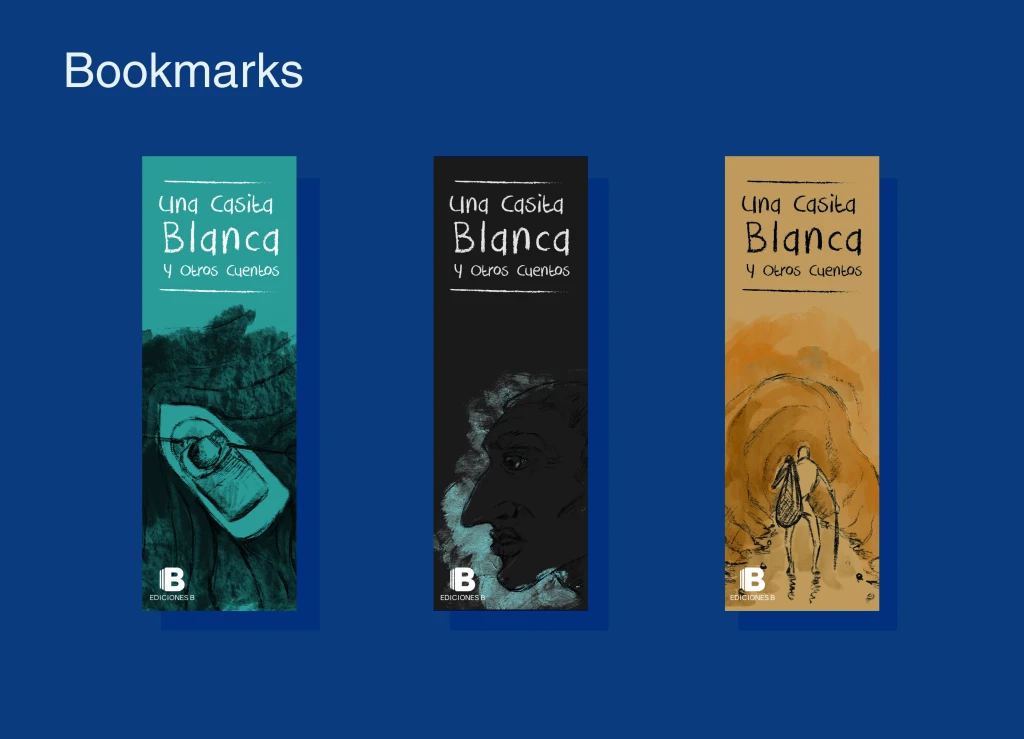 Bookmarks
Una Casita
Blanca
Y Otros Cuentos
B
EDICIONES B
Una Casita
Blanca
Y Otros Cuentos
B
EDICIONES B
Una Casita
Blanca
Y Otros Cuentos
B
EDICIONES B